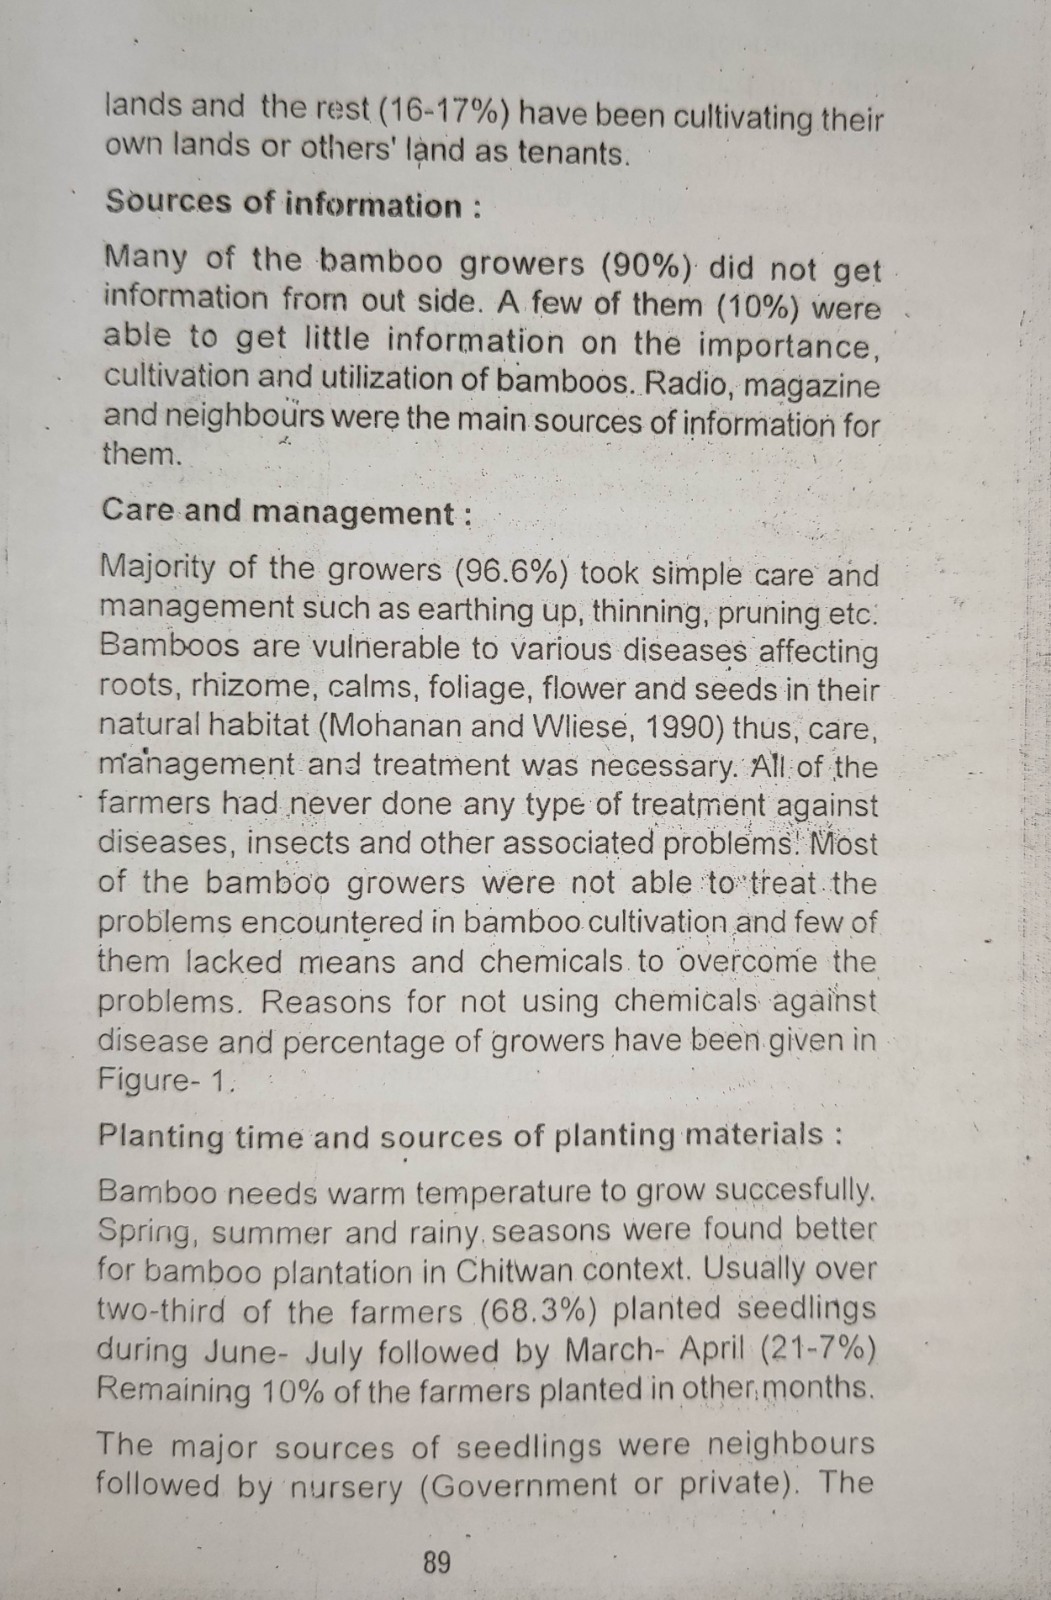 lands and the rest (16-17%) have been cultivating their
own lands or others' land as tenants.
Sources of information :
Many of the bamboo growers (90%) did not get
information from out side. A few of them (10%) were
able to get little information on the importance,
cultivation and utilization of bamboos. Radio, magazine
and neighbours were the main sources of information for
them.
Care and management :
Majority of the growers (96.6%) took simple care and
management such as earthing up, thinning, pruning etc.
Bamboos are vulnerable to various diseases affecting
roots, rhizome, calms, foliage, flower and seeds in their
natural habitat (Mohanan and Wliese, 1990) thus, care,
management and treatment was necessary. All of the
farmers had never done any type of treatment against
diseases, insects and other associated problems. Most
of the bamboo growers were not able to treat the
problems encountered in bamboo cultivation and few of
them lacked means and chemicals to overcome the
problems. Reasons for not using chemicals against
disease and percentage of growers have been given in
Figure- 1.
Planting time and sources of planting materials :
Bamboo needs warm temperature to grow succesfully.
Spring, summer and rainy seasons were found better
for bamboo plantation in Chitwan context. Usually over
two-third of the farmers (68.3%) planted seedlings
during June- July followed by March- April (21-7%)
Remaining 10% of the farmers planted in other months.
The major sources of seedlings were neighbours
followed by nursery (Government or private). The
89